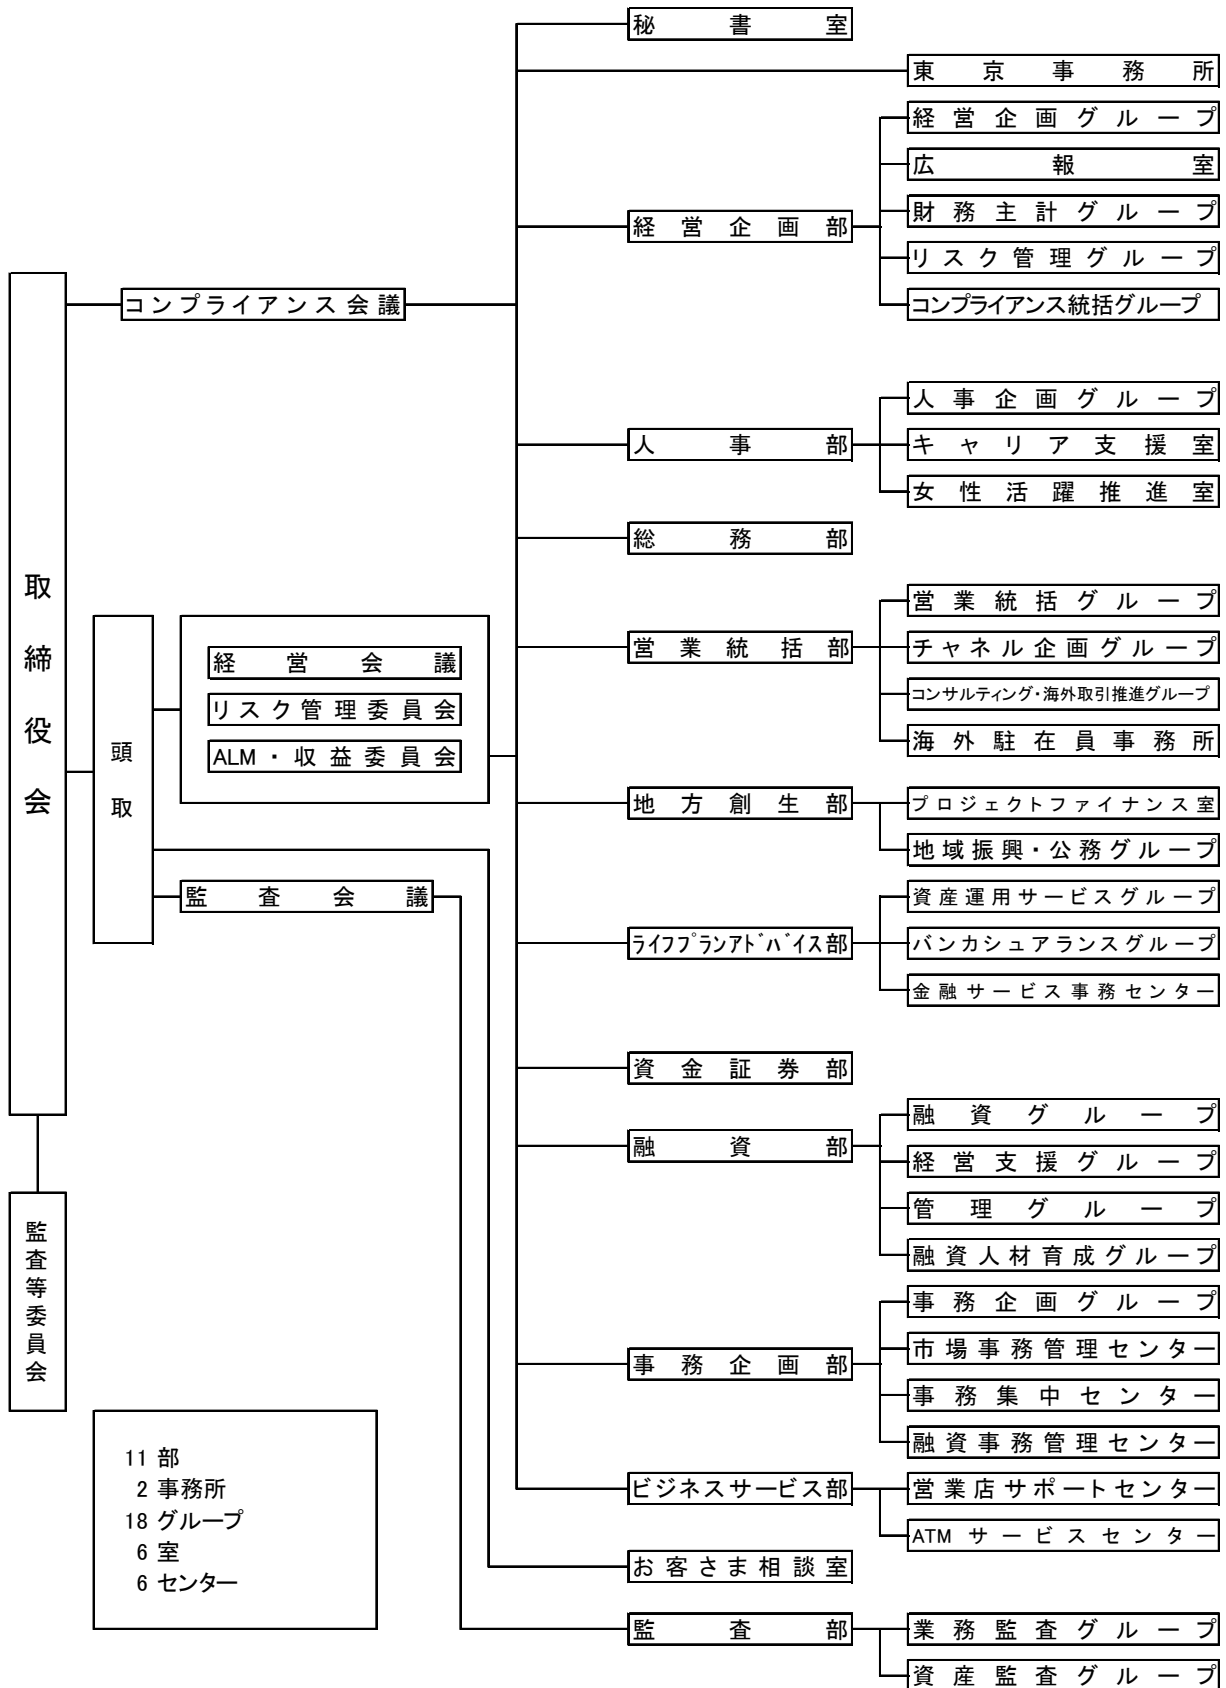 秘書室
東京事務所
経営企画グループ
広報室
財務主計グループ
経営企画部
リスク管理グループ
コンプライアンス会議
コンプライアンス統括グループ
人事企画グループ
人事部
キャリア支援室
女性活躍推進室
総務部
取締役会
頭取
経営会議
リスク管理委員会
ALM・収益委員会
監査会議
営業統括グループ
営業統括部
チャネル企画グループ
コンサルティング・海外取引推進グループ
海外駐在員事務所
地方創生部
プロジェクトファイナンス室
地域振興・公務グループ
資産運用サービスグループ
ライフプランアドバイス部
バンカシュアランスグループ
金融サービス事務センター
資金証券部
融資グループ
融資部
経営支援グループ
管理グループ
融資人材育成グループ
監査等委員会
事務企画グループ
事務企画部
市場事務管理センター
事務集中センター
融資事務管理センター
ビジネスサービス部
営業店サポートセンター
ATMサービスセンター
お客さま相談室
監査部
業務監査グループ
資産監査グループ
11 部
2 事務所
18 グループ
6 室
6 センター